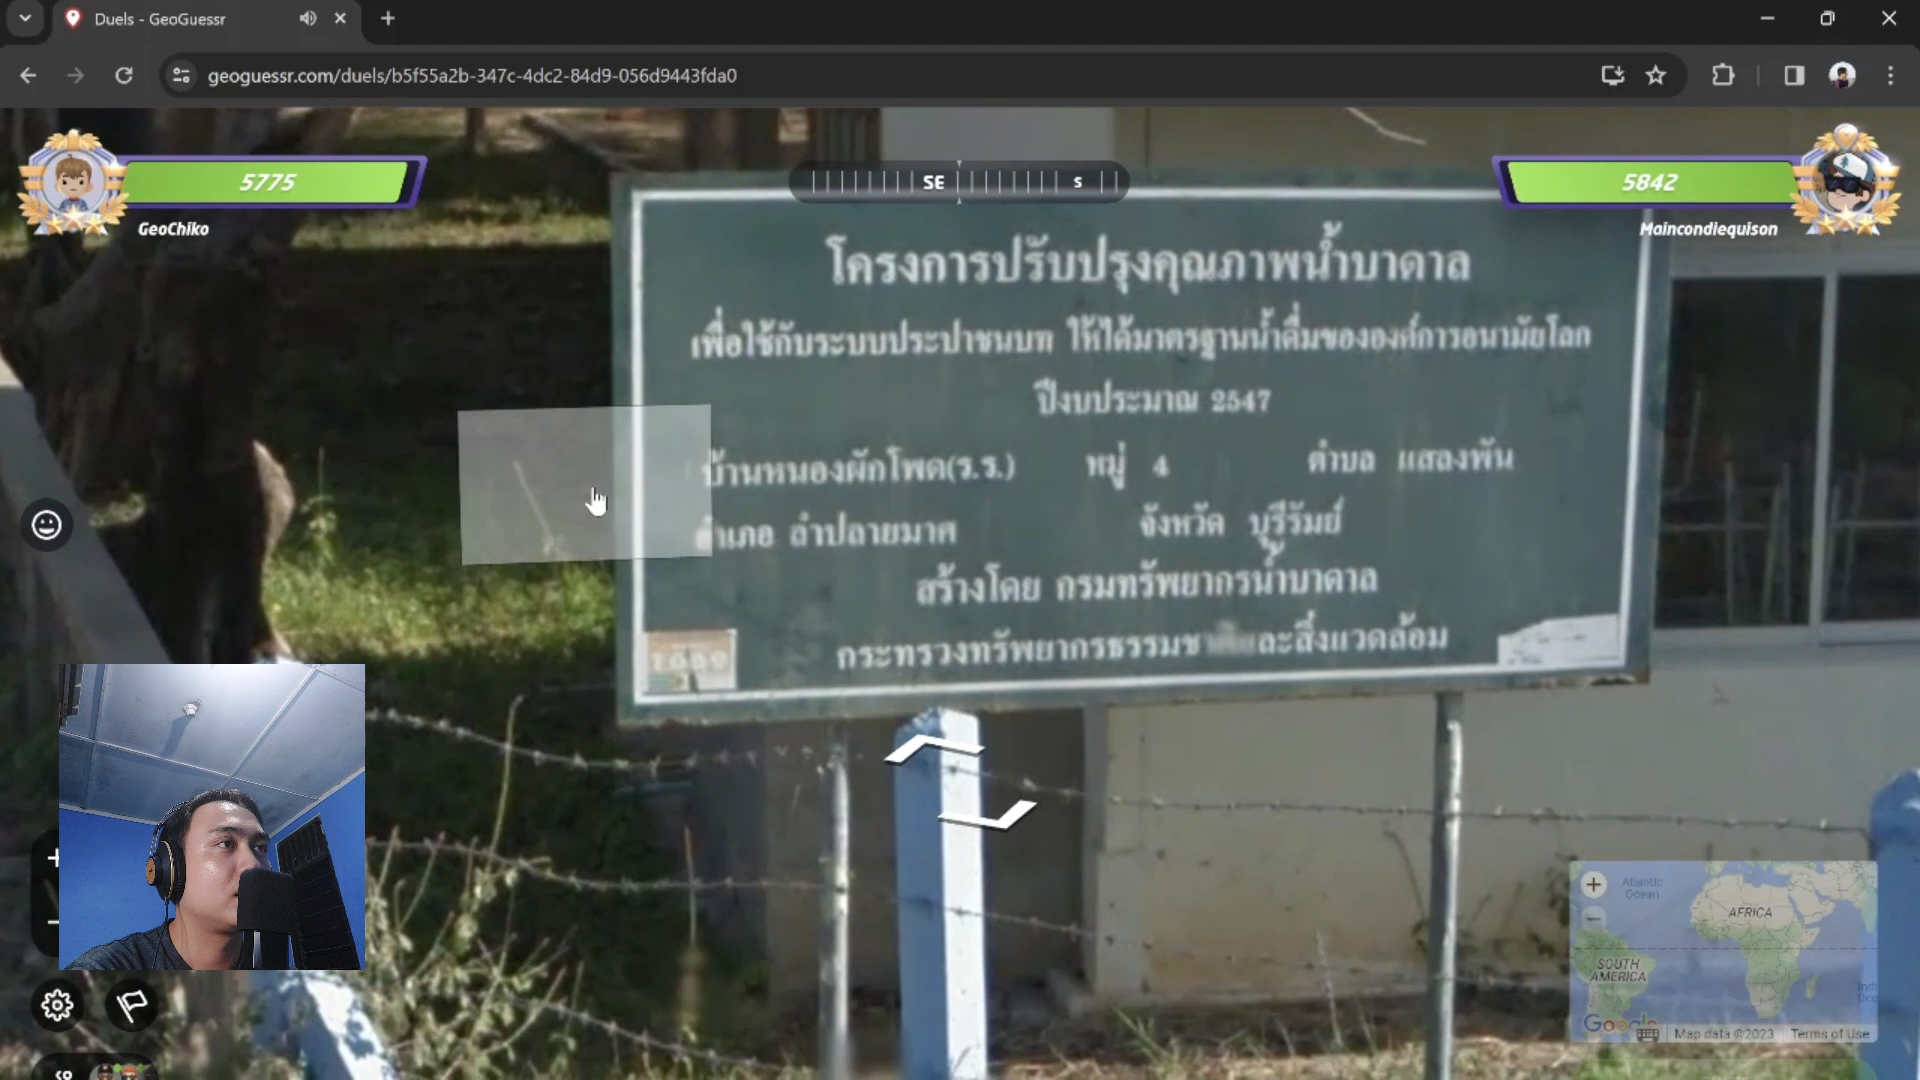 Duels - GeoGuessr
geoguessr.com/duels/b5f55a2b-347c-4dc2-84d9-056d9443fda0
5775
GeoChiko
SE
S
5842
Maincondiequison
โครงการปรับปรุงคุณภาพน้ำบาดาล
เพื่อใช้กับระบบประปาชนบท ให้ได้มาตรฐานน้ำดื่มขององค์การอนามัยโลก
ปีงบประมาณ 2547
บ้านหนองผักโพด(ร.ร.) หมู่ 4 ตำบล แสลงพัน
อำเภอ ลำปลายมาศ จังหวัด บุรีรัมย์
สร้างโดย กรมทรัพยากรน้ำบาดาล
กระทรวงทรัพยากรธรรมชาติและสิ่งแวดล้อม
Atlantic
Ocean
AFRICA
SOUTH
AMERICA
Google
Map data ©2023
Terms of Use